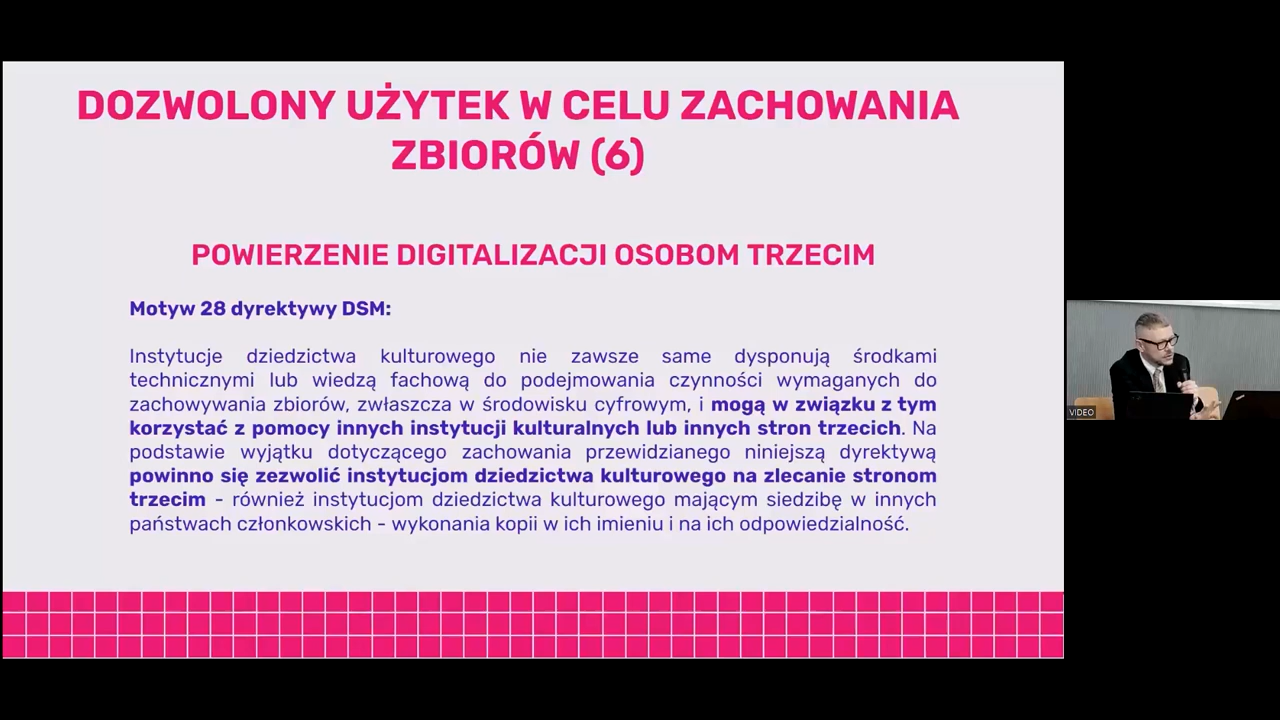 DOZWOLONY UŻYTEK W CELU ZACHOWANIA
ZBIORÓW (6)
POWIERZENIE DIGITALIZACJI OSOBOM TRZECIM
Motyw 28 dyrektywy DSM:
Instytucje dziedzictwa kulturowego nie zawsze same dysponują środkami
technicznymi lub wiedzą fachową do podejmowania czynności wymaganych do
zachowywania zbiorów, zwłaszcza w środowisku cyfrowym, i mogą w związku z tym
korzystać z pomocy innych instytucji kulturalnych lub innych stron trzecich. Na
podstawie wyjątku dotyczącego zachowania przewidzianego niniejszą dyrektywą
powinno się zezwolić instytucjom dziedzictwa kulturowego na zlecanie stronom
trzecim - również instytucjom dziedzictwa kulturowego mającym siedzibę w innych
państwach członkowskich - wykonania kopii w ich imieniu i na ich odpowiedzialność.
VIDEO